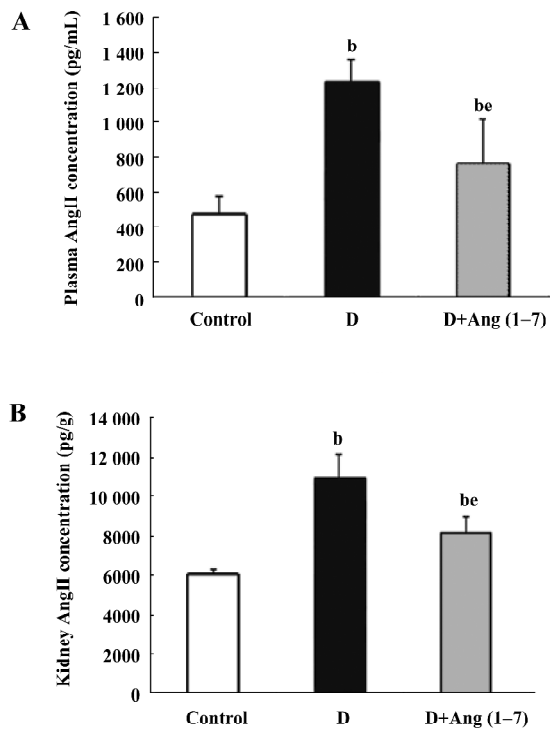 A
Plasma AngII concentration (pg/mL)
1 600
1 400
1 200
1 000
800
600
400
200
0
b
be
Control
D
D+Ang (1–7)
B
Kidney AngII concentration (pg/g)
14 000
12 000
10 000
8000
6000
4000
2000
0
b
be
Control
D
D+Ang (1–7)